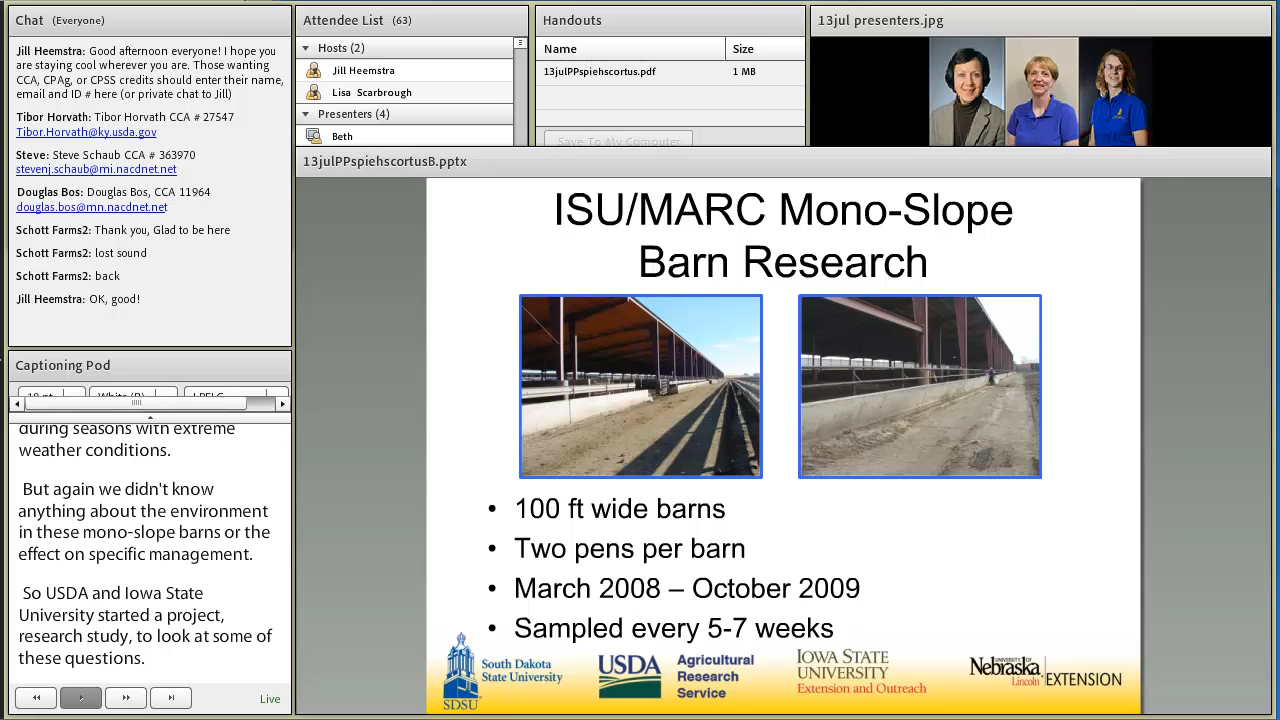 Chat (Everyone)
Jill Heemstra: Good afternoon everyone! I hope you
are staying cool wherever you are. Those wanting
CCA, CPAg, or CPSS credits should enter their name,
email and ID # here (or private chat to Jill)
Tibor Horvath: Tibor Horvath CCA # 27547
Tibor.Horvath@ky.usda.gov
Steve: Steve Schaub CCA # 363970
stevenj.schaub@mi.nacdnet.net
Douglas Bos: Douglas Bos, CCA 11964
douglas.bos@mn.nacdnet.net
Schott Farms2: Thank you, Glad to be here
Schott Farms2: lost sound
Schott Farms2: back
Jill Heemstra: OK, good!
Attendee List (63)
Hosts (2)
Jill Heemstra
Lisa Scarbrough
Presenters (4)
Beth
Handouts
Name Size
13julPPspiehscortus.pdf 1 MB
Save To My Computer
13jul presenters.jpg
Captioning Pod
during seasons with extreme
weather conditions.
But again we didn't know
anything about the environment
in these mono-slope barns or the
effect on specific management.
So USDA and Iowa State
University started a project,
research study, to look at some of
these questions.
Live
13julPPspiehscortusB.pptx
ISU/MARC Mono-Slope
Barn Research
• 100 ft wide barns
• Two pens per barn
• March 2008 – October 2009
• Sampled every 5-7 weeks
SDSU
South Dakota
State University
USDA
Agricultural
Research
Service
IOWA STATE
UNIVERSITY
Extension and Outreach
UNIVERSITY OF
Nebraska
Lincoln
EXTENSION